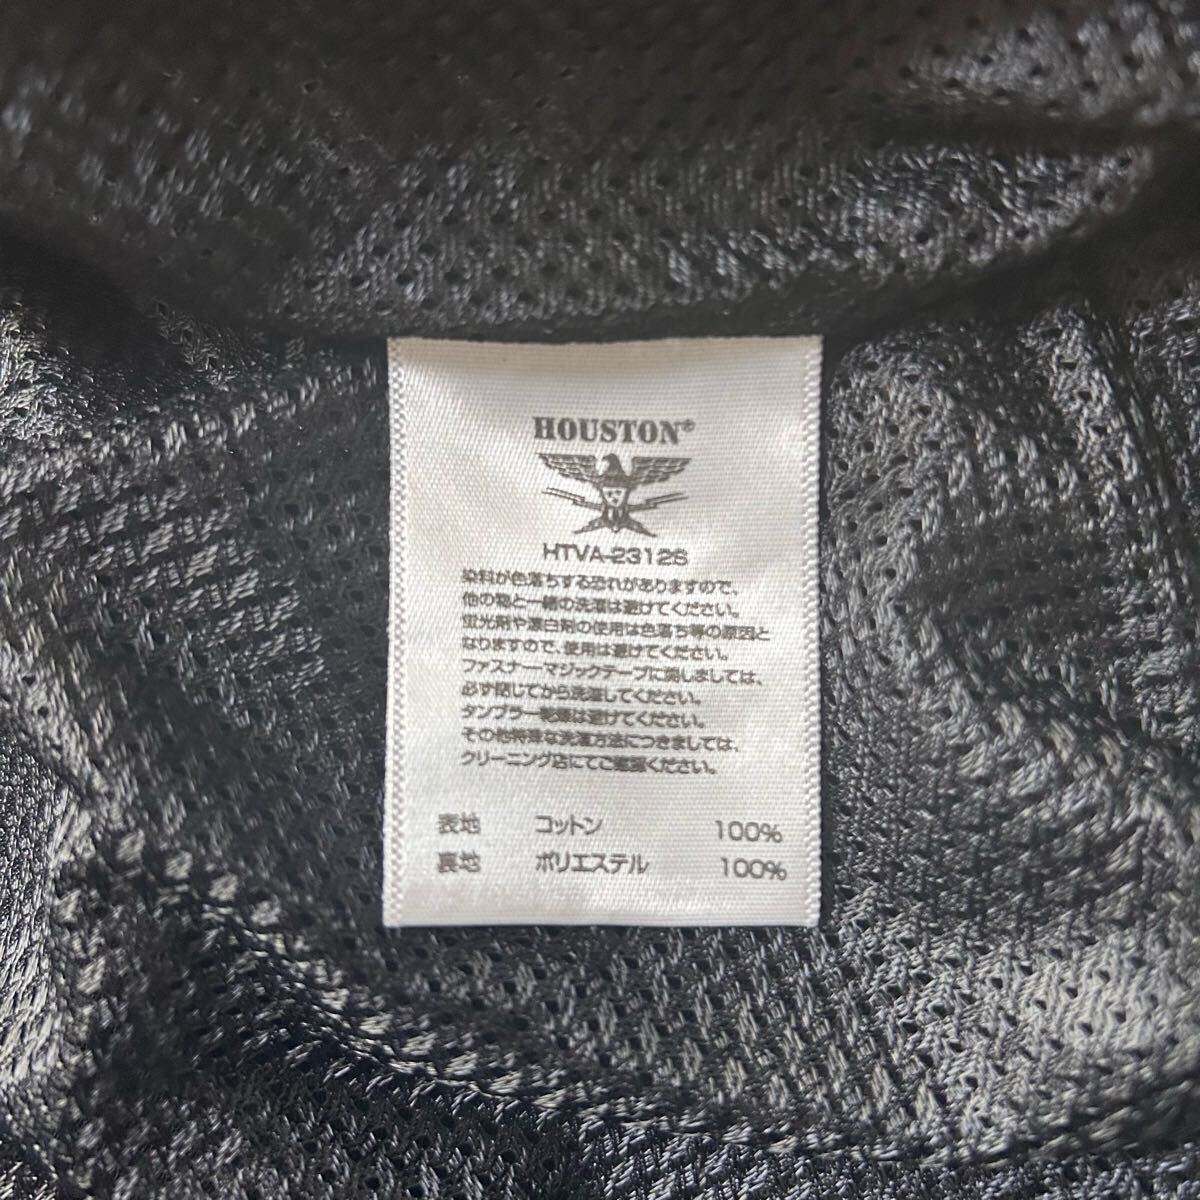 HOUSTON®
HTVA-2312S
染料が色落ちする恐れがありますので、
他の物と一緒の洗濯は避けてください。
蛍光剤や漂白剤の使用は色落ち等の原因と
なりますので、使用は避けてください。
ファスナーマジックテープに関しましては、
必ず閉じてから洗濯してください。
タンブラー乾燥は避けてください。
その他特殊な洗濯方法につきましては、
クリーニング店にてご確認ください。
表地 コットン 100%
裏地 ポリエステル 100%